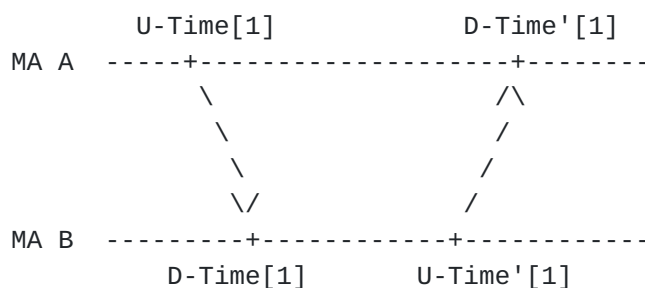 U-Time[1] D-Time'[1]
MA A -----+--------------------+--------
\ /\
\ /
\ /
\/ /
MA B ---------+------------+------------
D-Time[1] U-Time'[1]